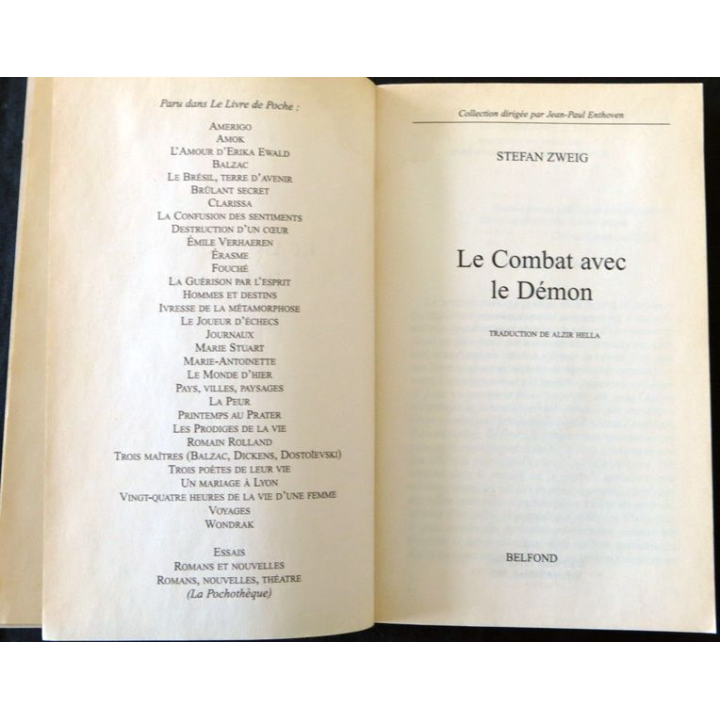 Paru dans Le Livre de Poche :
AMERIGO
AMOK
L'AMOUR D'ERIKA EWALD
BALZAC
LE BRÉSIL, TERRE D'AVENIR
BRÛLANT SECRET
CLARISSA
LA CONFUSION DES SENTIMENTS
DESTRUCTION D'UN CŒUR
ÉMILE VERHAEREN
ÉRASME
FOUCHÉ
LA GUÉRISON PAR L'ESPRIT
HOMMES ET DESTINS
IVRESSE DE LA MÉTAMORPHOSE
LE JOUEUR D'ÉCHECS
JOURNAUX
MARIE STUART
MARIE-ANTOINETTE
LE MONDE D'HIER
PAYS, VILLES, PAYSAGES
LA PEUR
PRINTEMPS AU PRATER
LES PRODIGES DE LA VIE
ROMAIN ROLLAND
TROIS MAÎTRES (BALZAC, DICKENS, DOSTOÏEVSKI)
TROIS POÈTES DE LEUR VIE
UN MARIAGE À LYON
VINGT-QUATRE HEURES DE LA VIE D'UNE FEMME
VOYAGES
WONDRAK
ESSAIS
ROMANS ET NOUVELLES
ROMANS, NOUVELLES, THÉATRE
(La Pochothèque)
Collection dirigée par Jean-Paul Enthoven
STEFAN ZWEIG
Le Combat avec
le Démon
TRADUCTION DE ALZIR HELLA
BELFOND